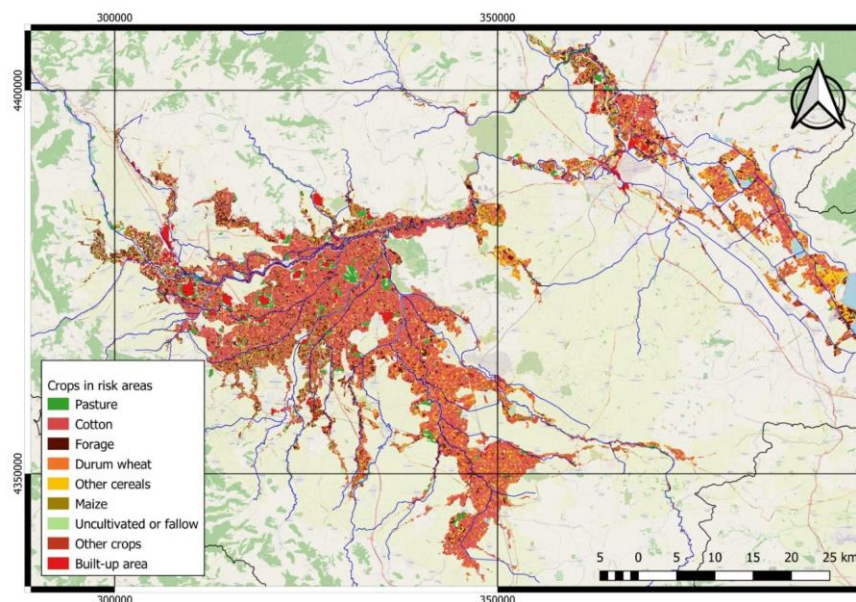 300000 350000
N
4400000
4350000
Crops in risk areas
Pasture
Cotton
Forage
Durum wheat
Other cereals
Maize
Uncultivated or fallow
Other crops
Built-up area
5 0 5 10 15 20 25 km
300000 350000